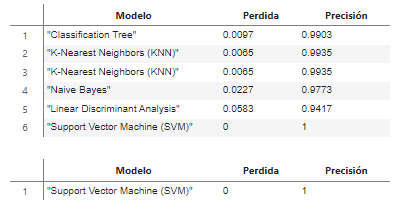 Modelo Perdida Precisión
1 "Classification Tree" 0.0097 0.9903
2 "K-Nearest Neighbors (KNN)" 0.0065 0.9935
3 "K-Nearest Neighbors (KNN)" 0.0065 0.9935
4 "Naive Bayes" 0.0227 0.9773
5 "Linear Discriminant Analysis" 0.0583 0.9417
6 "Support Vector Machine (SVM)" 0 1
Modelo Perdida Precisión
1 "Support Vector Machine (SVM)" 0 1